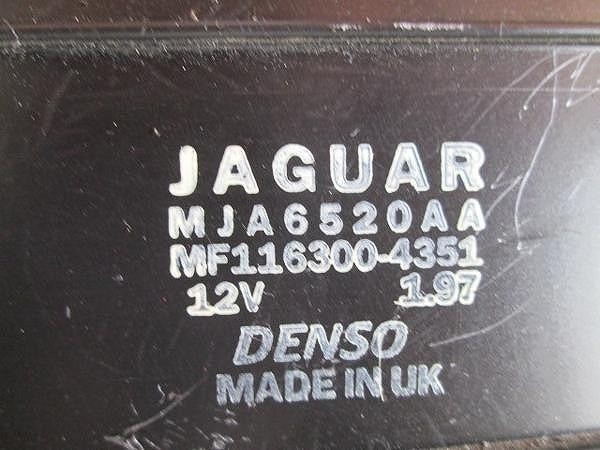 JAGUAR
MJA6520AA
MF116300-4351
12V 1.97
DENSO
MADE IN UK